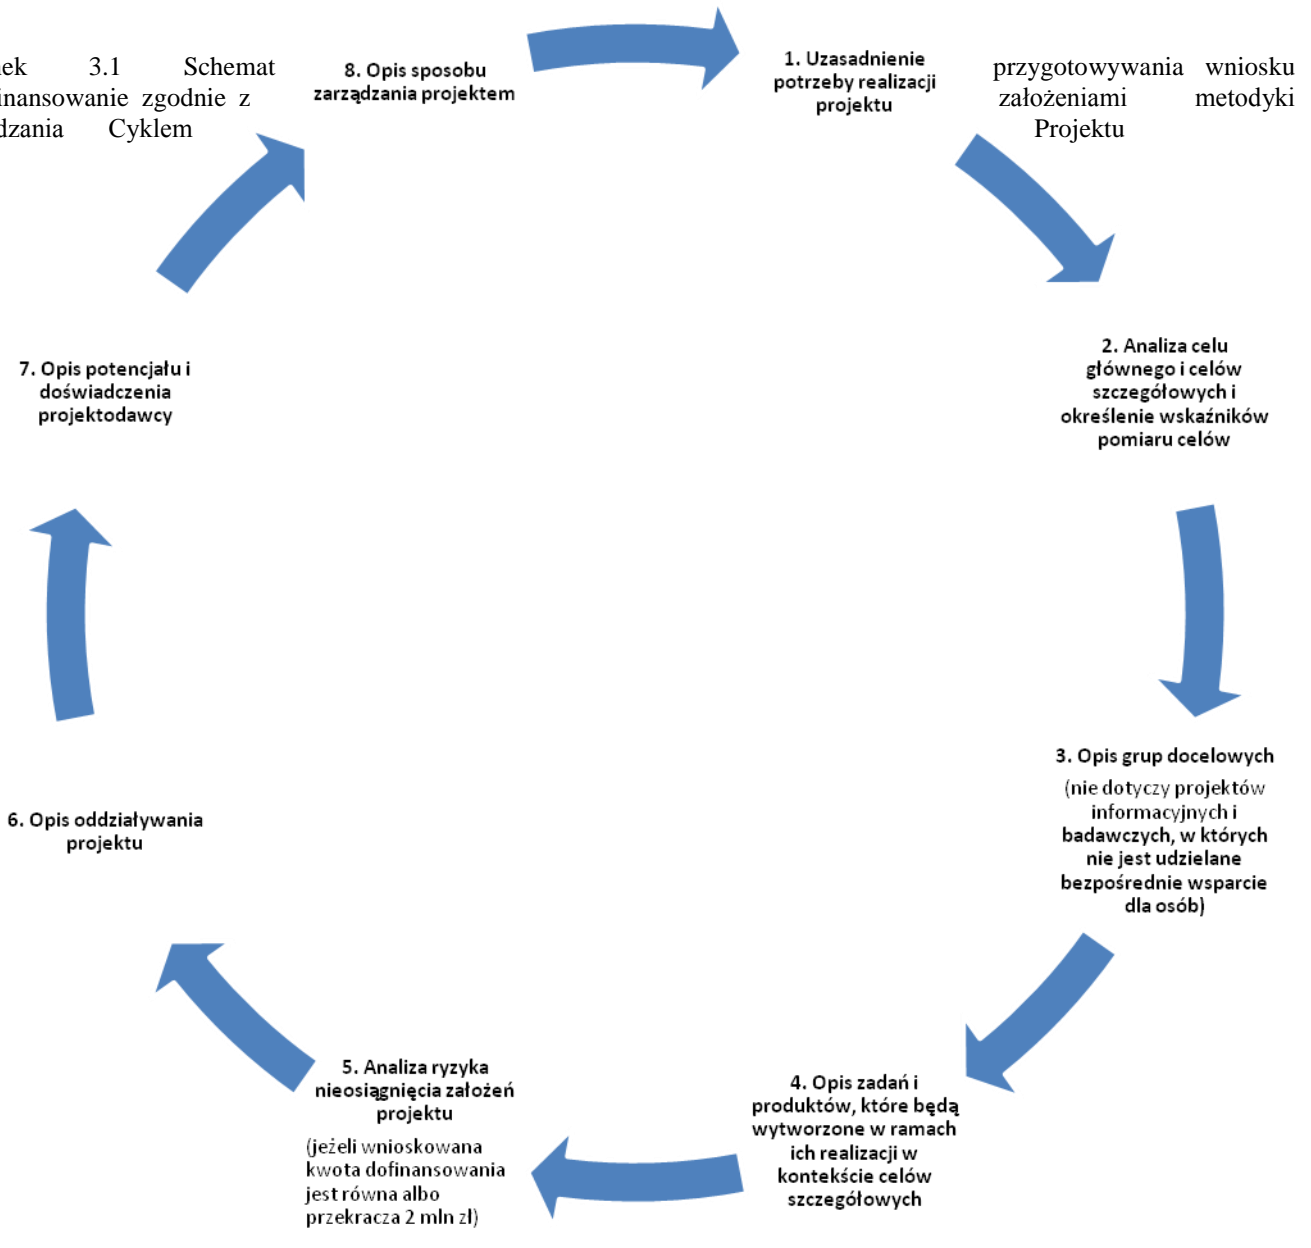 3.1 Schemat przygotowywania wniosku
zgodnie z założeniami metodyki
Cyklem Projektu
1. Uzasadnienie
potrzeby realizacji
projektu
2. Analiza celu
głównego i celów
szczegółowych i
określenie wskaźników
pomiaru celów
3. Opis grup docelowych
(nie dotyczy projektów
informacyjnych i
badawczych, w których
nie jest udzielane
bezpośrednie wsparcie
dla osób)
4. Opis zadań i
produktów, które będą
wytworzone w ramach
ich realizacji w
kontekście celów
szczegółowych
5. Analiza ryzyka
nieosiągnięcia założeń
projektu
(jeżeli wnioskowana
kwota dofinansowania
jest równa albo
przekracza 2 mln zł)
6. Opis oddziaływania
projektu
7. Opis potencjału i
doświadczenia
projektodawcy
8. Opis sposobu
zarządzania projektem